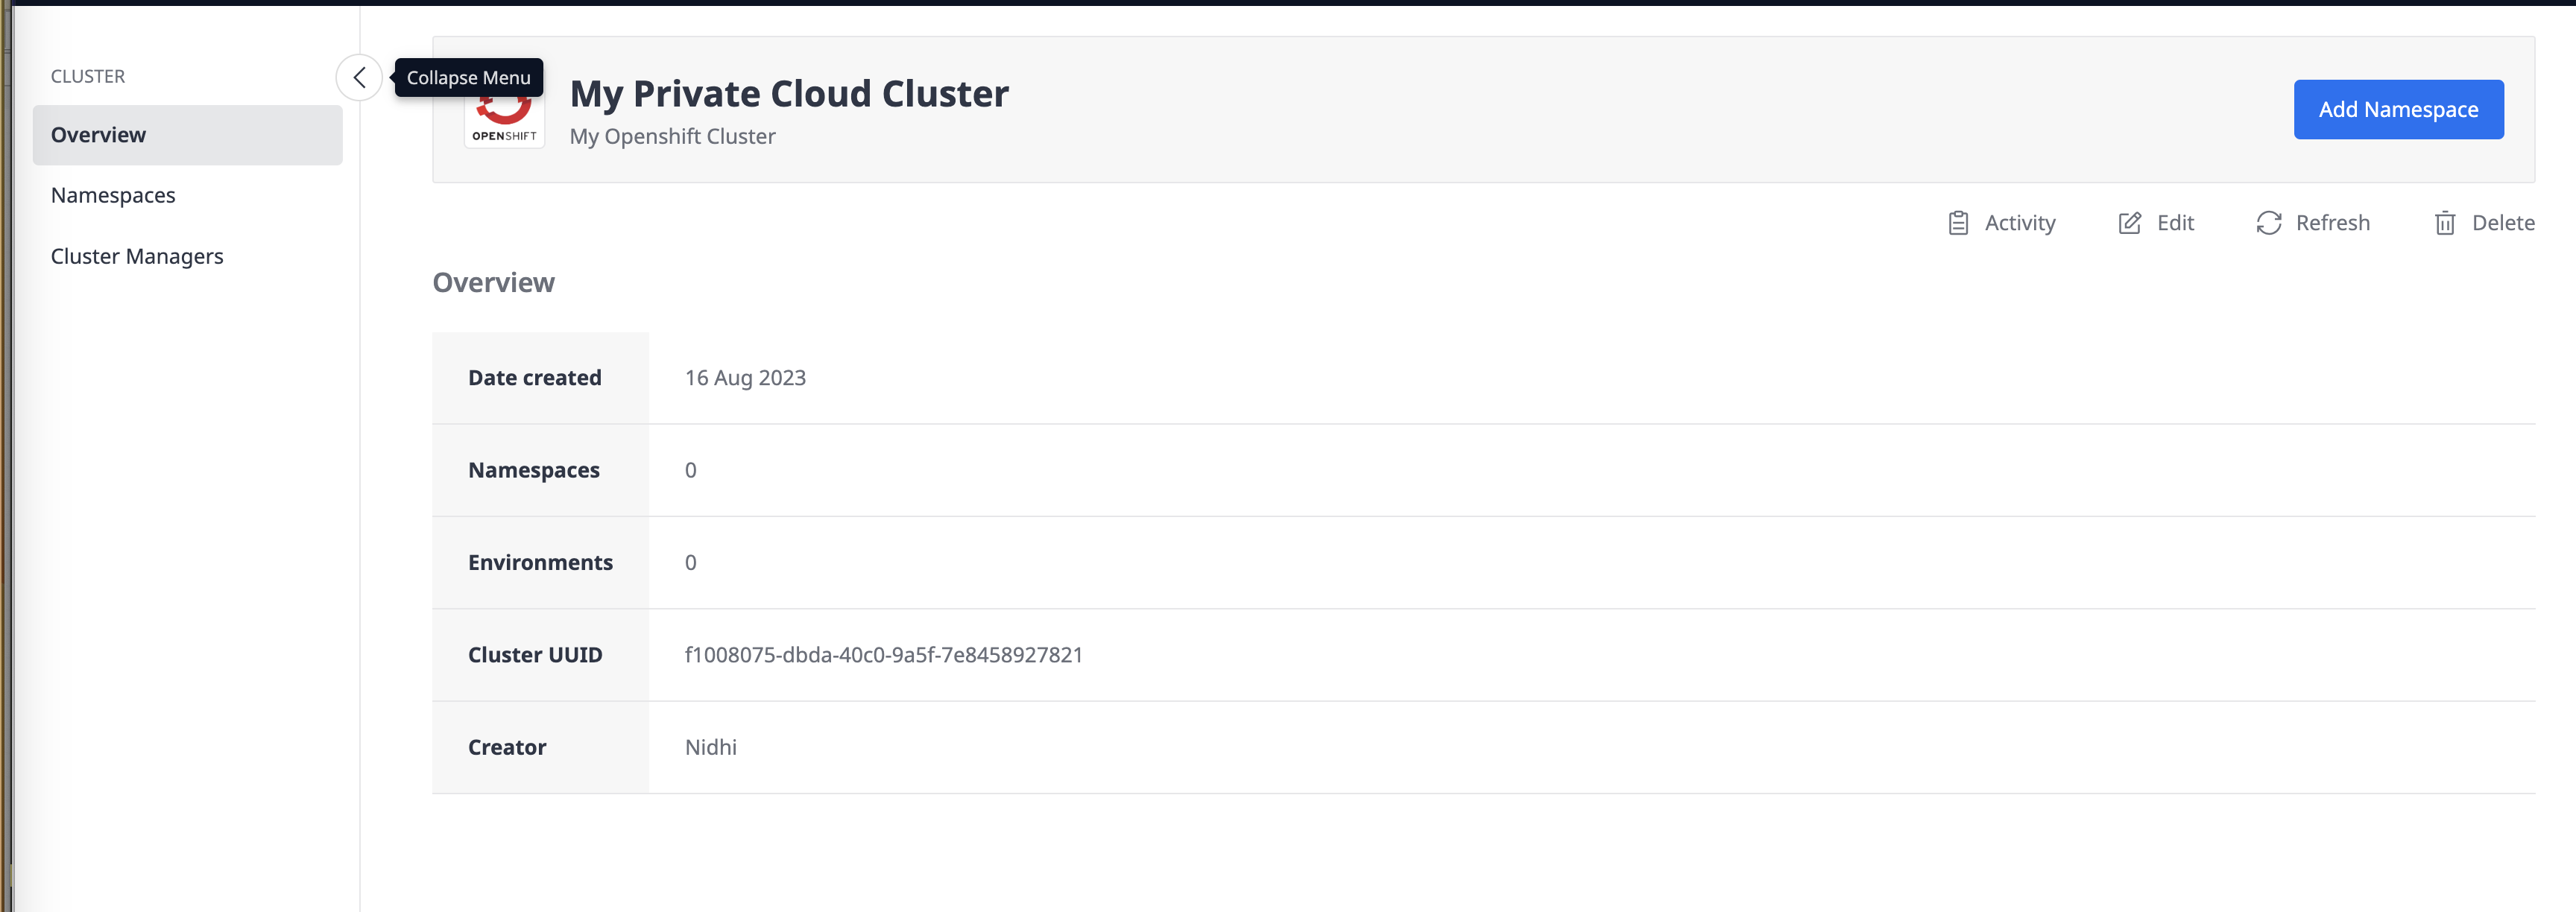 CLUSTER
Overview
Namespaces
Cluster Managers
Collapse Menu
OPENSHIFT
My Private Cloud Cluster
My Openshift Cluster
Add Namespace
Activity
Edit
Refresh
Delete
Overview
Date created 16 Aug 2023
Namespaces 0
Environments 0
Cluster UUID f1008075-dbda-40c0-9a5f-7e8458927821
Creator Nidhi